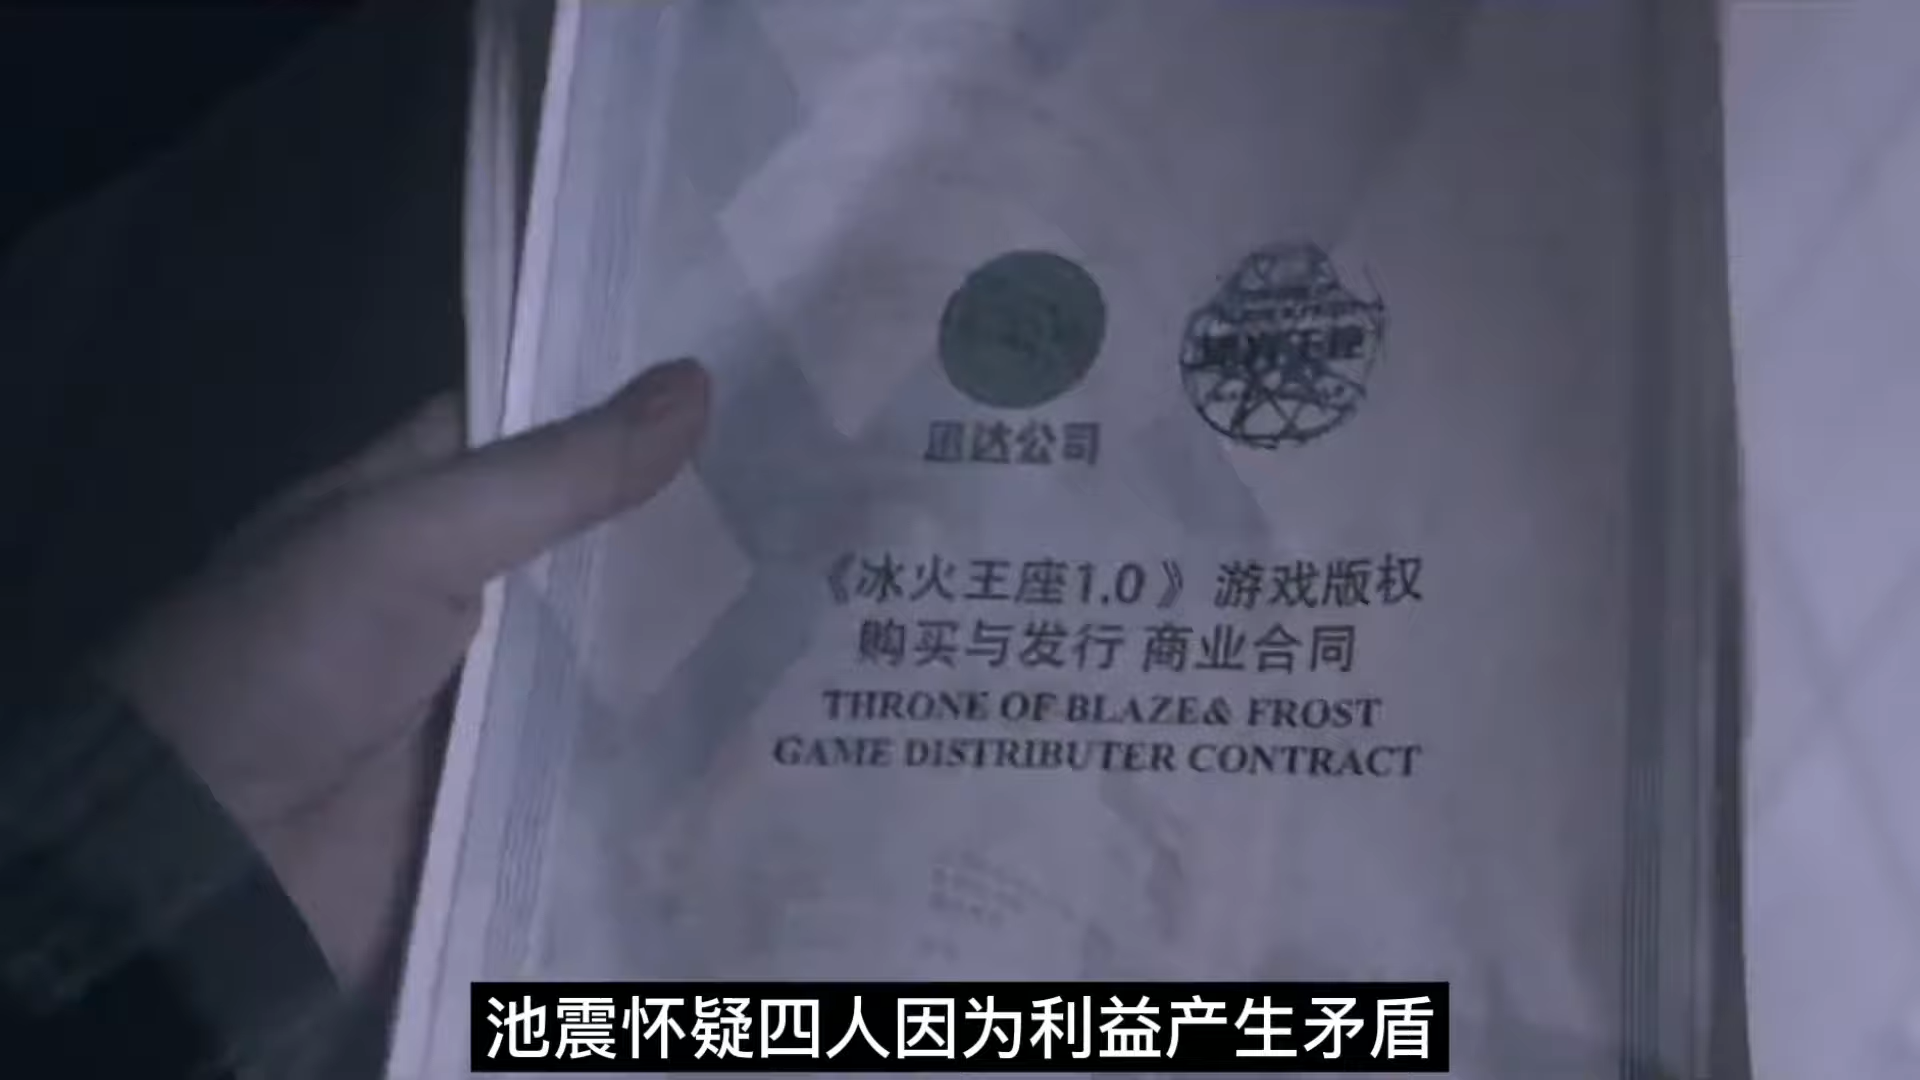 公司
《冰火王座1.0》 游戏版权
购买与发行 商业合同
THRONE OF BLAZE& FROST
GAME DISTRIBUTER CONTRACT
池震怀疑四人因为利益产生矛盾